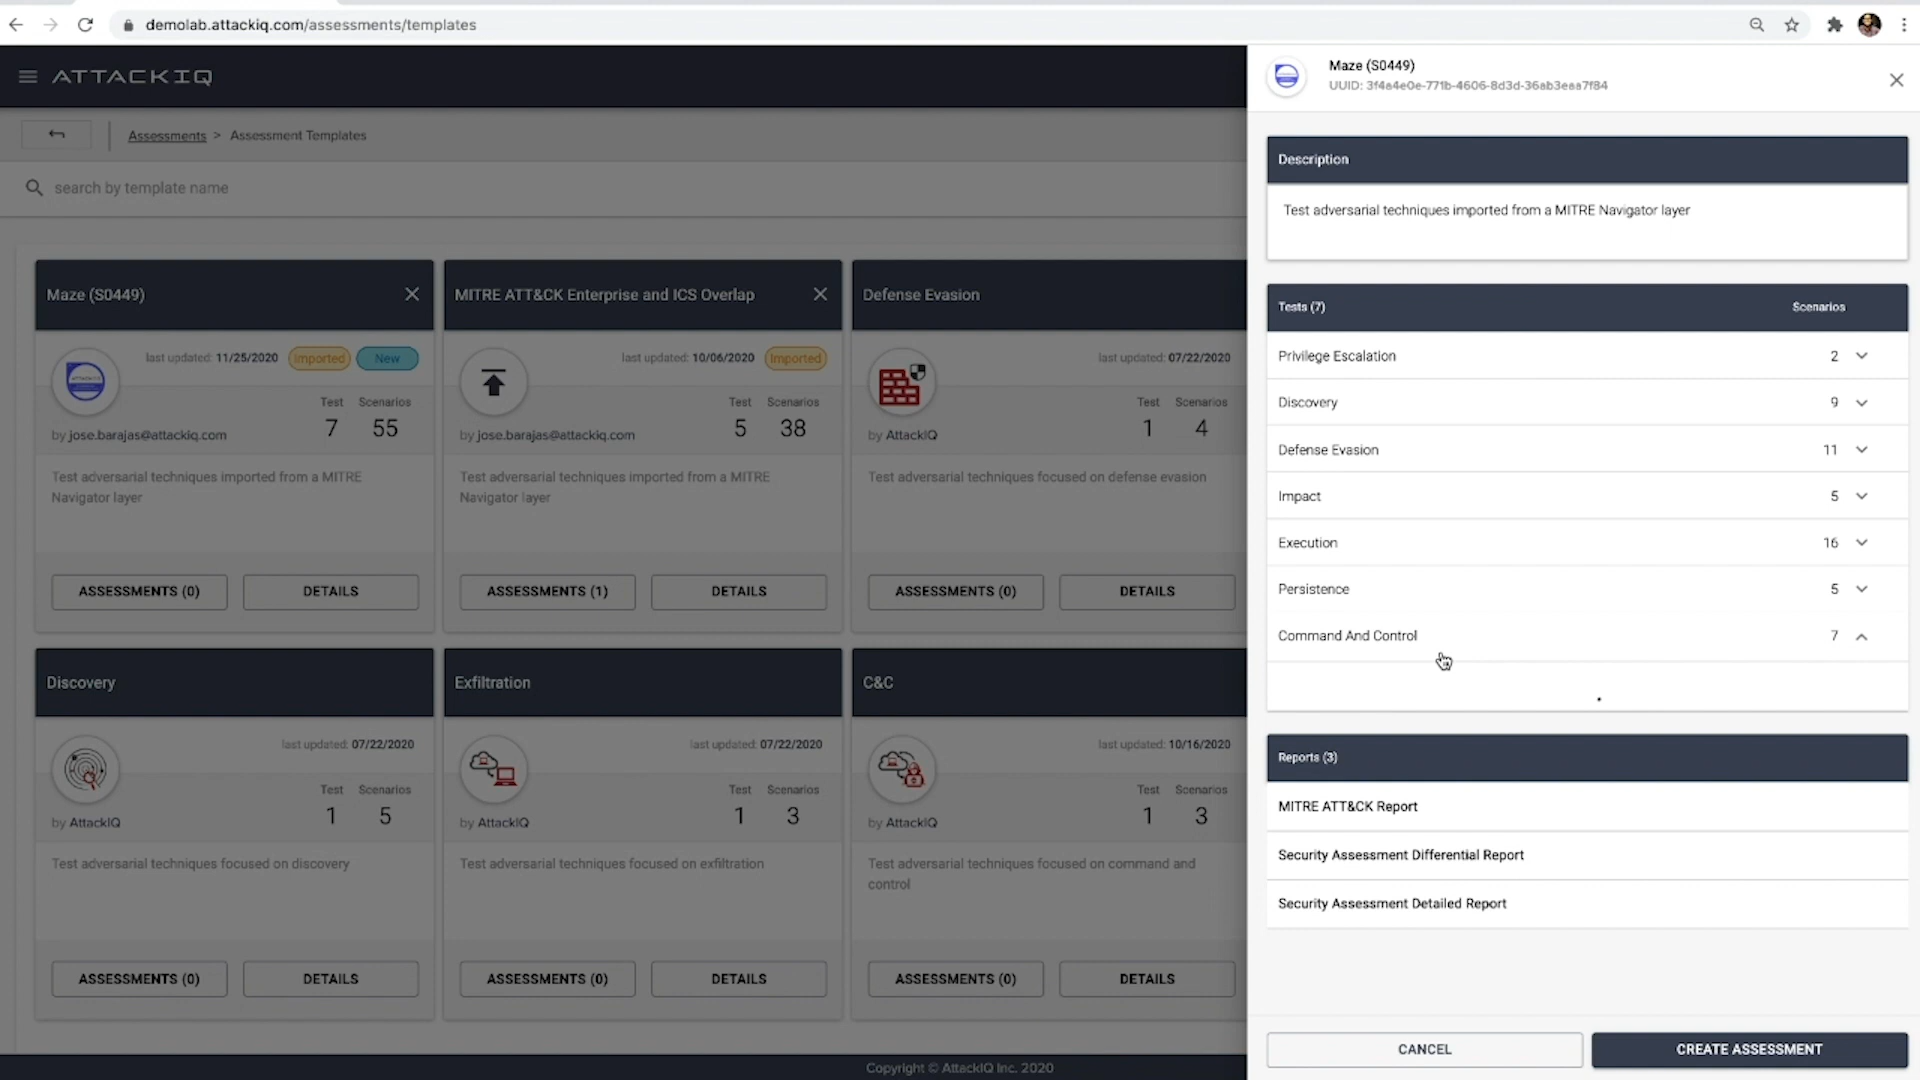 demolab.attackiq.com/assessments/templates
ATTACKIQ
Assessments > Assessment Templates
search by template name
Maze (S0449)
last updated: 11/25/2020 Imported New
Test Scenarios
7 55
by jose.barajas@attackiq.com
Test adversarial techniques imported from a MITRE
Navigator layer
ASSESSMENTS (0) DETAILS
MITRE ATT&CK Enterprise and ICS Overlap
last updated: 10/06/2020 Imported
Test Scenarios
5 38
by jose.barajas@attackiq.com
Test adversarial techniques imported from a MITRE
Navigator layer
ASSESSMENTS (1) DETAILS
Defense Evasion
last updated: 07/22/2020
Test Scenarios
1 4
by AttackIQ
Test adversarial techniques focused on defense evasion
ASSESSMENTS (0) DETAILS
Discovery
last updated: 07/22/2020
Test Scenarios
1 5
by AttackIQ
Test adversarial techniques focused on discovery
ASSESSMENTS (0) DETAILS
Exfiltration
last updated: 07/22/2020
Test Scenarios
1 3
by AttackIQ
Test adversarial techniques focused on exfiltration
ASSESSMENTS (0) DETAILS
C&C
last updated: 10/16/2020
Test Scenarios
1 3
by AttackIQ
Test adversarial techniques focused on command and
control
ASSESSMENTS (0) DETAILS
Copyright © AttackIQ Inc. 2020
Maze (S0449)
UUID: 3f4a4e0e-771b-4606-8d3d-36ab3eaa7f84
Description
Test adversarial techniques imported from a MITRE Navigator layer
Tests (7) Scenarios
Privilege Escalation 2
Discovery 9
Defense Evasion 11
Impact 5
Execution 16
Persistence 5
Command And Control 7
Reports (3)
MITRE ATT&CK Report
Security Assessment Differential Report
Security Assessment Detailed Report
CANCEL CREATE ASSESSMENT